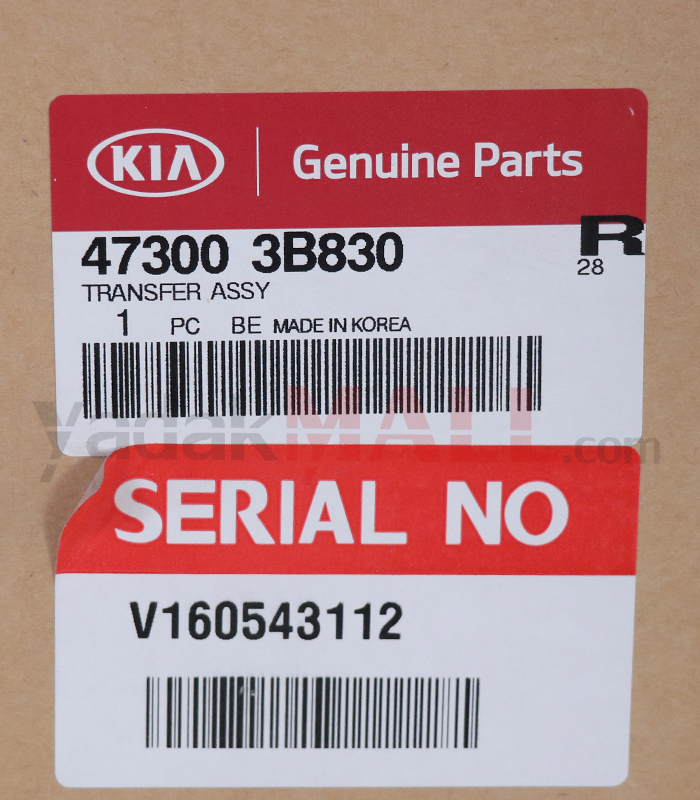 KIA Genuine Parts
47300 3B830 R
28
TRANSFER ASSY
1 PC BE MADE IN KOREA
yadakMALL.com
SERIAL NO
V160543112